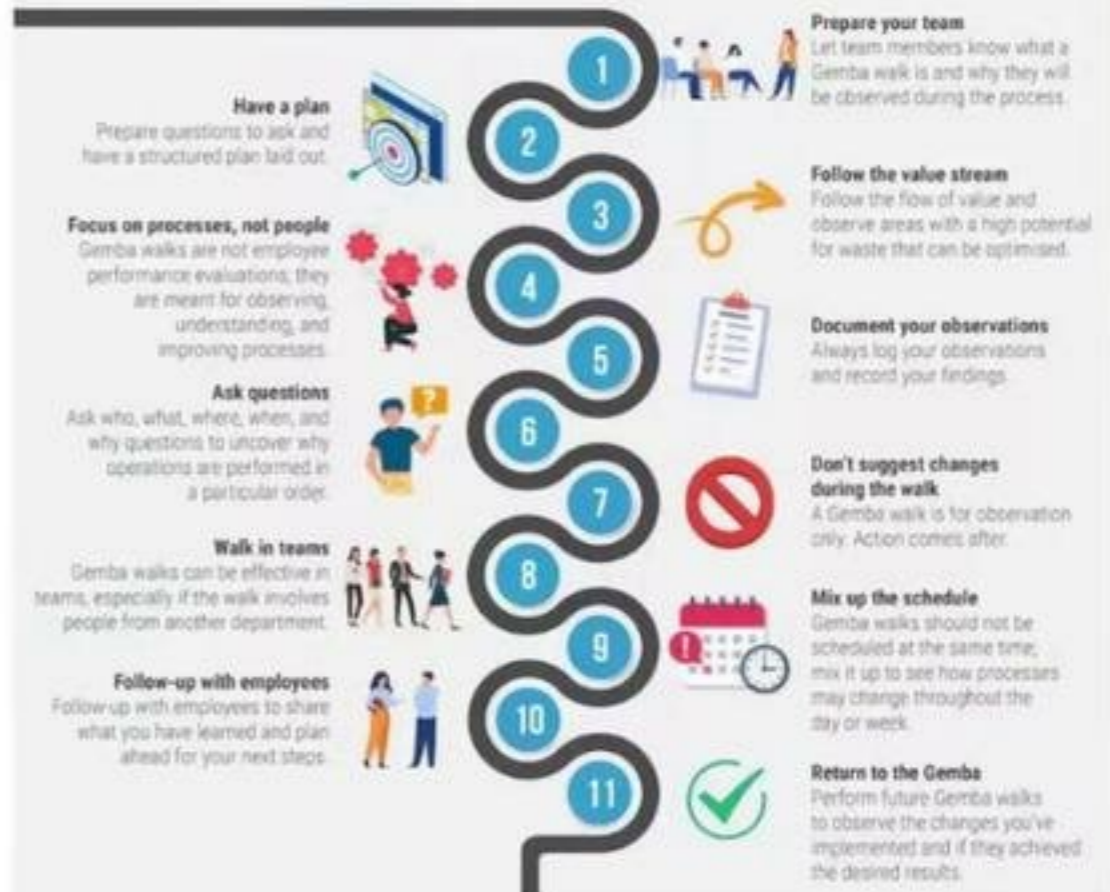 1
Prepare your team
Let team members know what a
Gemba walk is and why they will
be observed during the process.
2
Have a plan
Prepare questions to ask and
have a structured plan laid out.
3
Follow the value stream
Follow the flow of value and
observe areas with a high potential
for waste that can be optimised.
4
Focus on processes, not people
Gemba walks are not employee
performance evaluations; they
are meant for observing,
understanding, and
improving processes.
5
Document your observations
Always log your observations
and record your findings.
6
Ask questions
Ask who, what, where, when, and
why questions to uncover why
operations are performed in
a particular order.
?
7
Don't suggest changes
during the walk
A Gemba walk is for observation
only. Action comes after.
8
Walk in teams
Gemba walks can be effective in
teams, especially if the walk involves
people from another department.
9
Mix up the schedule
Gemba walks should not be
scheduled at the same time;
mix it up to see how processes
may change throughout the
day or week.
!
10
Follow-up with employees
Follow-up with employees to share
what you have learned and plan
ahead for your next steps.
11
Return to the Gemba
Perform future Gemba walks
to observe the changes you've
implemented and if they achieved
the desired results.